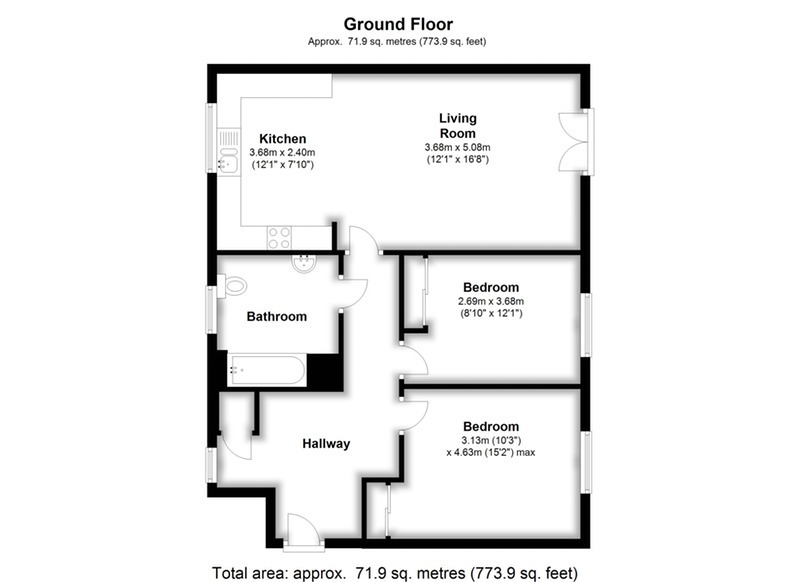 Ground Floor
Approx. 71.9 sq. metres (773.9 sq. feet)
Living
Room
3.68m x 5.08m
(12'1" x 16'8")
Kitchen
3.68m x 2.40m
(12'1" x 7'10")
Bedroom
2.69m x 3.68m
(8'10" x 12'1")
Bathroom
Bedroom
3.13m (10'3")
x 4.63m (15'2") max
Hallway
Total area: approx. 71.9 sq. metres (773.9 sq. feet)